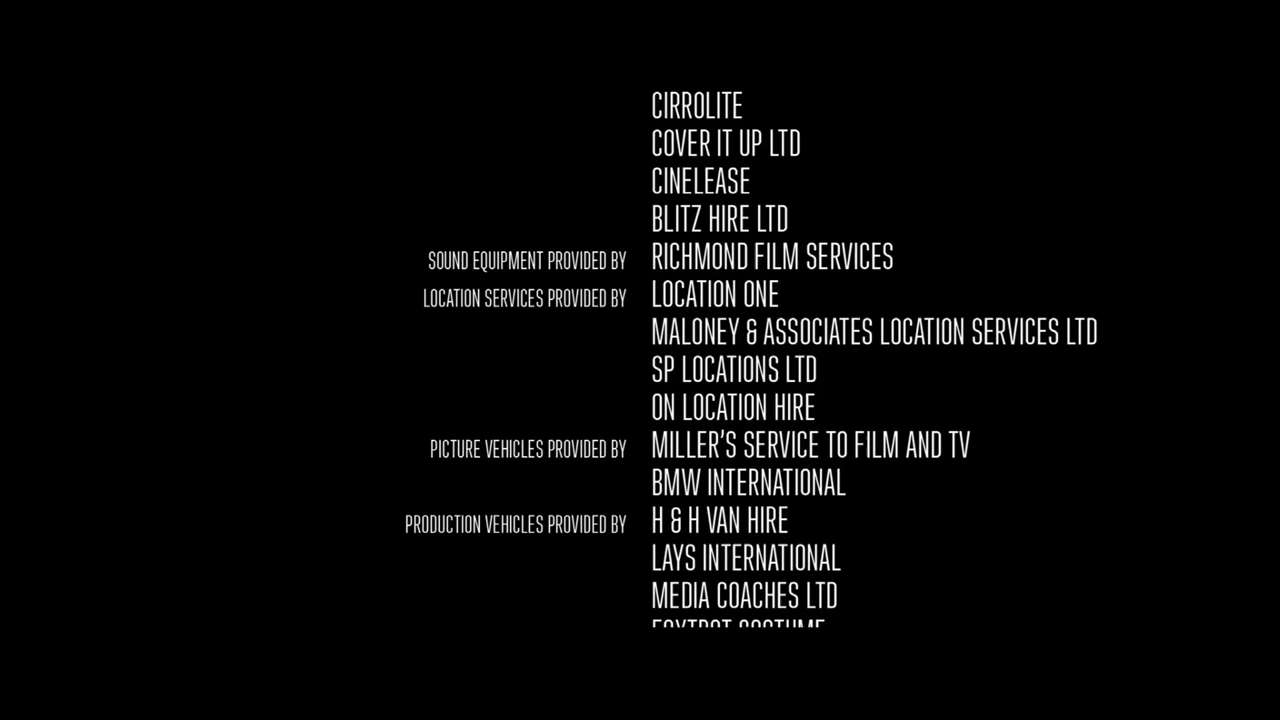 CIRROLITE
COVER IT UP LTD
CINELEASE
BLITZ HIRE LTD
SOUND EQUIPMENT PROVIDED BY RICHMOND FILM SERVICES
LOCATION SERVICES PROVIDED BY LOCATION ONE
MALONEY & ASSOCIATES LOCATION SERVICES LTD
SP LOCATIONS LTD
ON LOCATION HIRE
PICTURE VEHICLES PROVIDED BY MILLER'S SERVICE TO FILM AND TV
BMW INTERNATIONAL
PRODUCTION VEHICLES PROVIDED BY H & H VAN HIRE
LAYS INTERNATIONAL
MEDIA COACHES LTD
FOXTROT COSTUME